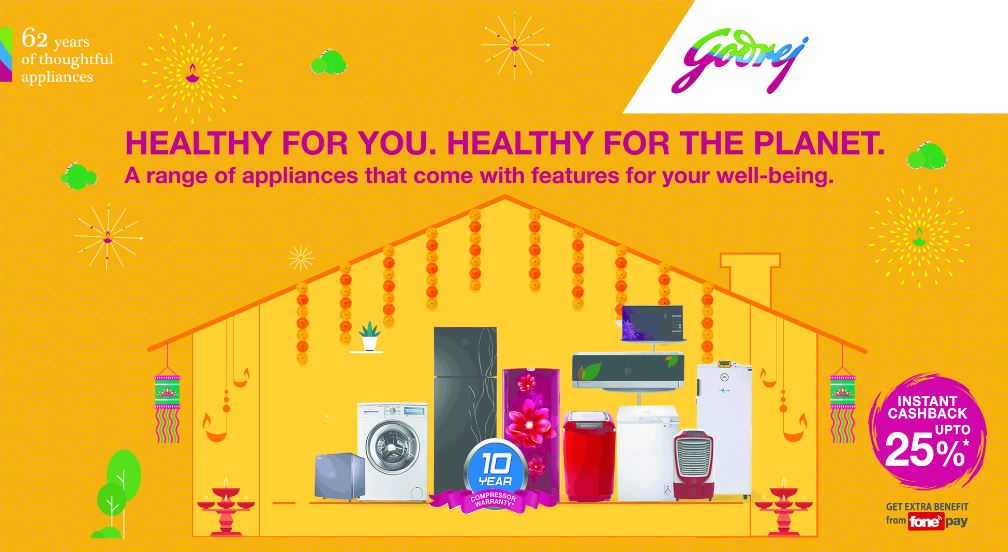 62 years
of thoughtful
appliances
Godrej
HEALTHY FOR YOU. HEALTHY FOR THE PLANET.
A range of appliances that come with features for your well-being.
10
YEAR
COMPRESSOR
WARRANTY*
INSTANT
CASHBACK
UPTO
25%*
GET EXTRA BENEFIT
from fone pay